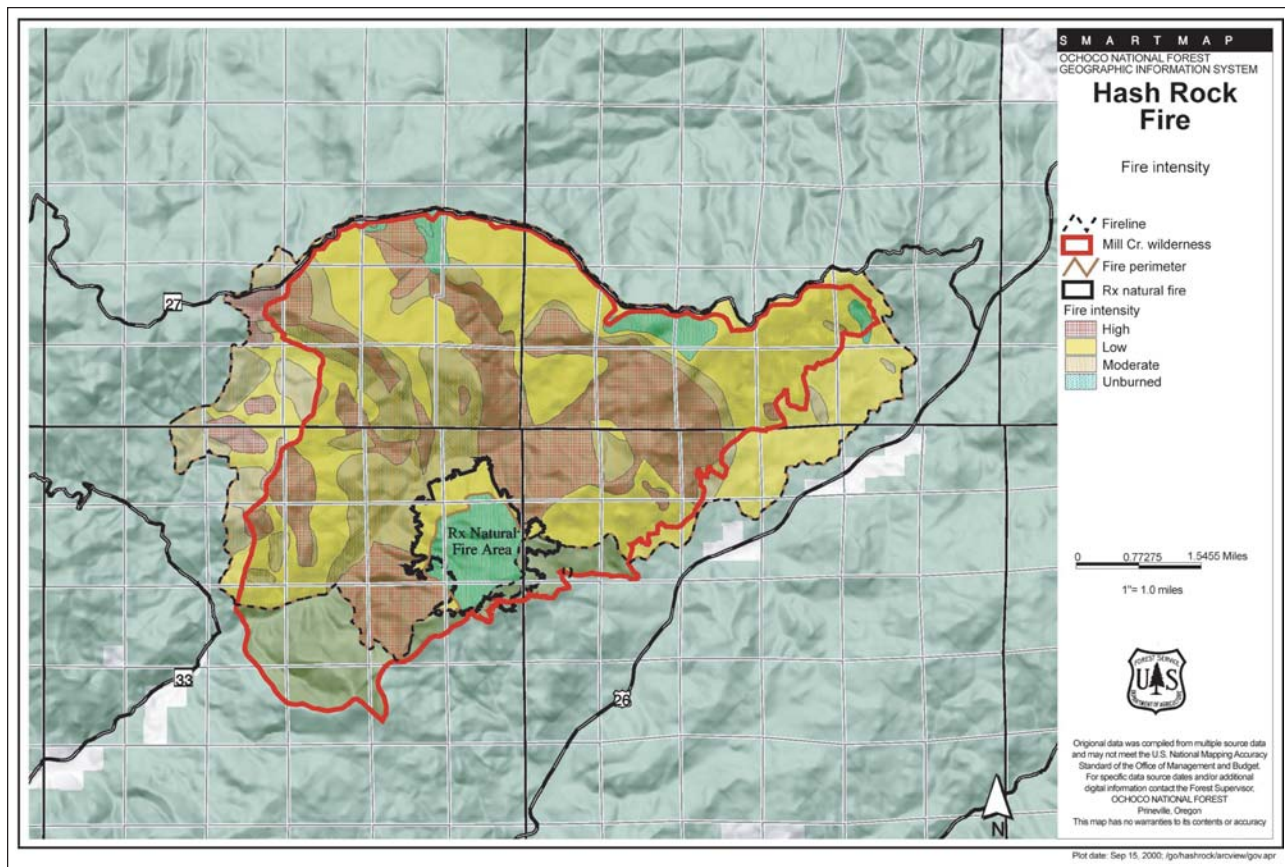 S M A R T M A P
OCHOCO NATIONAL FOREST
GEOGRAPHIC INFORMATION SYSTEM
Hash Rock
Fire
Fire intensity
Fireline
Mill Cr. wilderness
Fire perimeter
Rx natural fire
Fire intensity
High
Low
Moderate
Unburned
27
Rx Natural
Fire Area
33
26
0 0.77275 1.5455 Miles
1"= 1.0 miles
FOREST SERVICE
U S
DEPARTMENT OF AGRICULTURE
Origional data was compiled from multiple source data
and may not meet the U.S. National Mapping Accuracy
Standard of the Office of Management and Budget.
For specific data source dates and/or additional
digital information contact the Forest Supervisor,
OCHOCO NATIONAL FOREST
Prineville, Oregon
This map has no warranties to its contents or accuracy
N
Plot date: Sep 15, 2000; /go/hashrock/arcview/gov.apr